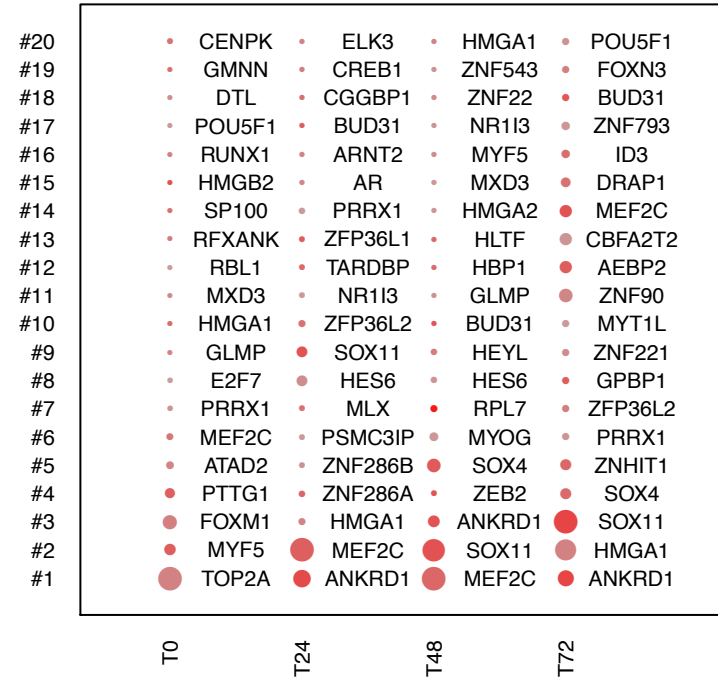 #20 CENPK ELK3 HMGA1 POU5F1
#19 GMNN CREB1 ZNF543 FOXN3
#18 DTL CGGBP1 ZNF22 BUD31
#17 POU5F1 BUD31 NR1I3 ZNF793
#16 RUNX1 ARNT2 MYF5 ID3
#15 HMGB2 AR MXD3 DRAP1
#14 SP100 PRRX1 HMGA2 MEF2C
#13 RFXANK ZFP36L1 HLTF CBFA2T2
#12 RBL1 TARDBP HBP1 AEBP2
#11 MXD3 NR1I3 GLMP ZNF90
#10 HMGA1 ZFP36L2 BUD31 MYT1L
#9 GLMP SOX11 HEYL ZNF221
#8 E2F7 HES6 HES6 GPBP1
#7 PRRX1 MLX RPL7 ZFP36L2
#6 MEF2C PSMC3IP MYOG PRRX1
#5 ATAD2 ZNF286B SOX4 ZNHIT1
#4 PTTG1 ZNF286A ZEB2 SOX4
#3 FOXM1 HMGA1 ANKRD1 SOX11
#2 MYF5 MEF2C SOX11 HMGA1
#1 TOP2A ANKRD1 MEF2C ANKRD1
T0 T24 T48 T72